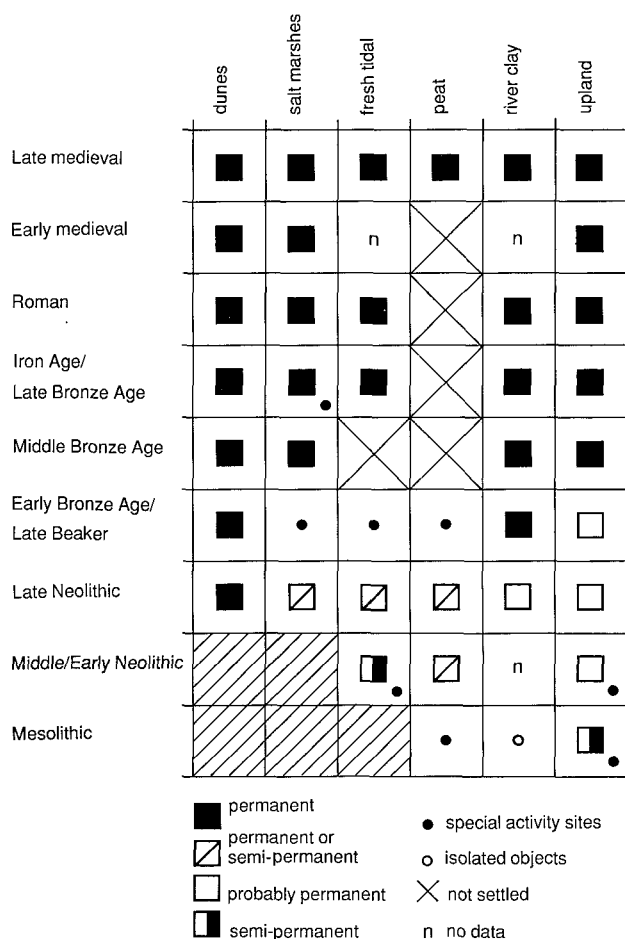 dunes
salt marshes
fresh tidal
peat
river clay
upland
Late medieval
Early medieval
n
n
Roman
Iron Age/
Late Bronze Age
Middle Bronze Age
Early Bronze Age/
Late Beaker
Late Neolithic
Middle/Early Neolithic
n
Mesolithic
permanent
permanent or
semi-permanent
probably permanent
semi-permanent
special activity sites
isolated objects
not settled
n no data